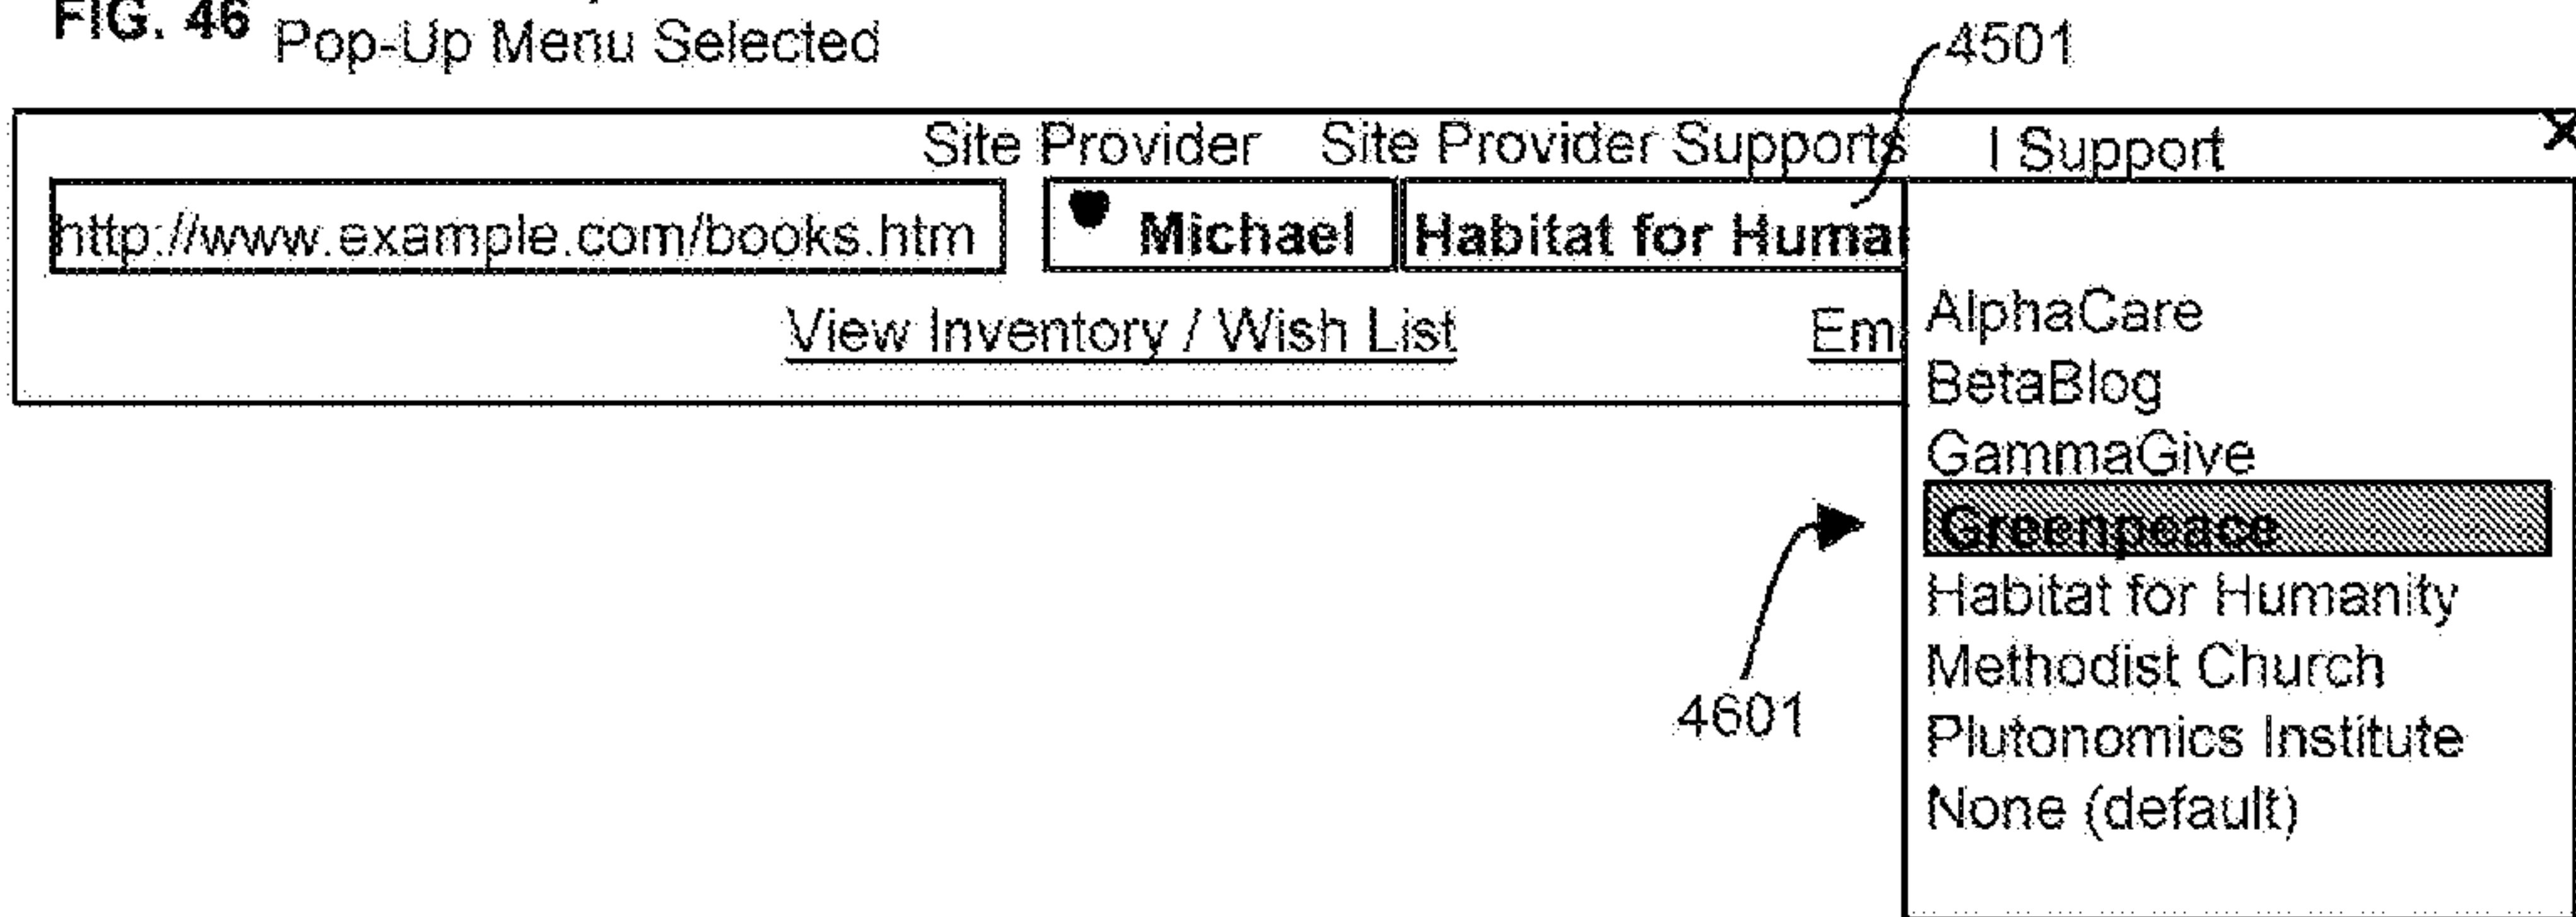 FIG. 46
Pop-Up Menu Selected
4501
Site Provider Site Provider Supports I Support X
http://www.example.com/books.htm Michael Habitat for Huma
View Inventory / Wish List Em
AlphaCare
BetaBlog
GammaGive
Greenpeace
Habitat for Humanity
Methodist Church
4601
Plutonomics Institute
None (default)